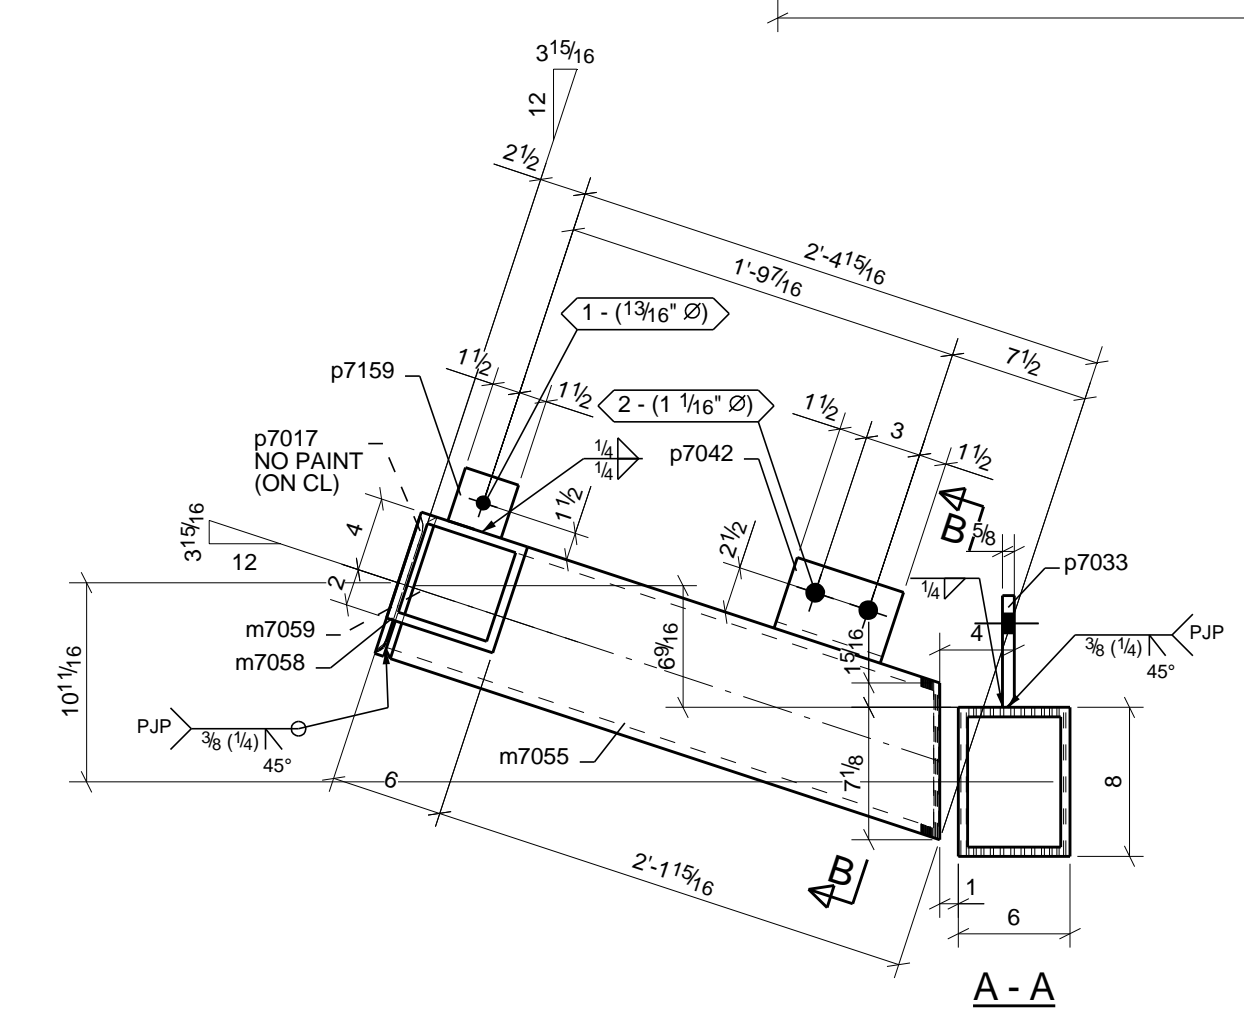 3 15/16
12
2 1/2
2'-4 15/16
1'-9 7/16
1 - (13/16" Ø)
7 1/2
1 1/2
p7159
1 1/2
2 - (1 1/16" Ø)
1 1/2
3
p7017
NO PAINT
(ON CL)
1/4
1/4
p7042
1 1/2
1 1/2
B
5/8
3 15/16
12
4
2 1/2
2
1/4
p7033
m7059
m7058
6 9/16
15/16
4
3/8 (1/4)
PJP
45°
10 11/16
PJP
3/8 (1/4)
45°
m7055
6
7 1/8
8
2'-1 15/16
B
1
6
A - A